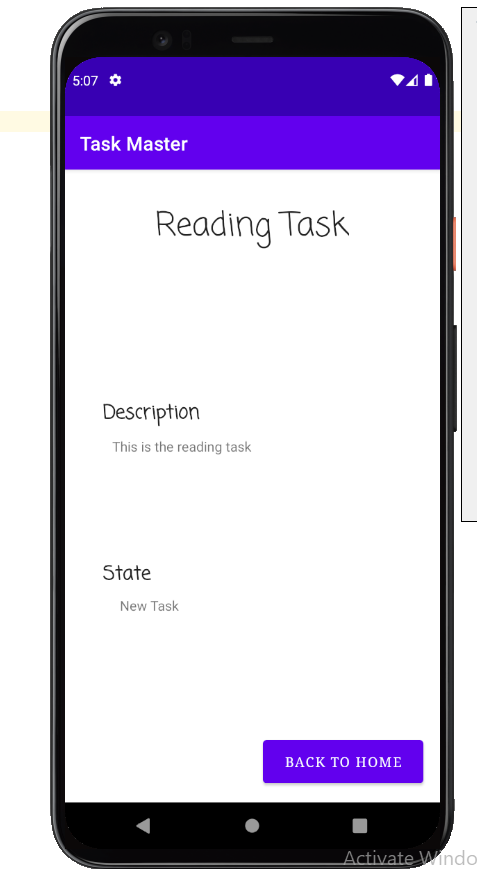 5:07
Task Master
Reading Task
Description
This is the reading task
State
New Task
BACK TO HOME
Activate Windo